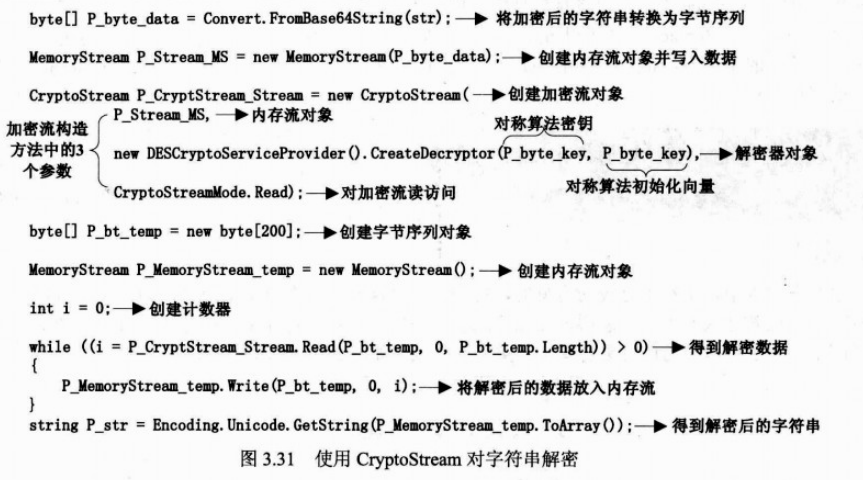 byte[] P_byte_data = Convert.FromBase64String(str);→ 将加密后的字符串转换为字节序列
MemoryStream P_Stream_MS = new MemoryStream(P_byte_data);→ 创建内存流对象并写入数据
CryptoStream P_CryptStream_Stream = new CryptoStream(→创建加密流对象
P_Stream_MS,→内存流对象
对称算法密钥
加密流构造
方法中的3
个参数
new DESCryptoServiceProvider().CreateDecryptor(P_byte_key, P_byte_key),→解密器对象
CryptoStreamMode.Read);→对加密流读访问
对称算法初始化向量
byte[] P_bt_temp = new byte[200];→创建字节序列对象
MemoryStream P_MemoryStream_temp = new MemoryStream();→ 创建内存流对象
int i = 0;→创建计数器
while ((i = P_CryptStream_Stream.Read(P_bt_temp, 0, P_bt_temp.Length)) > 0)→得到解密数据
{
P_MemoryStream_temp.Write(P_bt_temp, 0, i);→ 将解密后的数据放入内存流
}
string P_str = Encoding.Unicode.GetString(P_MemoryStream_temp.ToArray());→得到解密后的字符串
图 3.31 使用 CryptoStream 对字符串解密